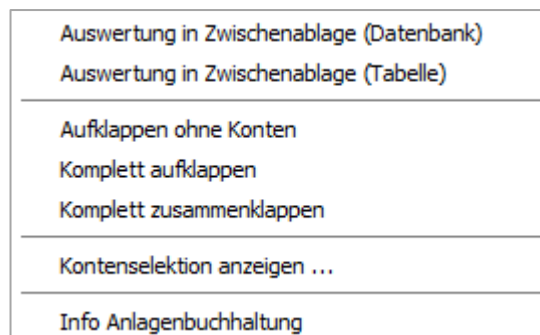 Auswertung in Zwischenablage (Datenbank)
Auswertung in Zwischenablage (Tabelle)
Aufklappen ohne Konten
Komplett aufklappen
Komplett zusammenklappen
Kontenselektion anzeigen ...
Info Anlagenbuchhaltung